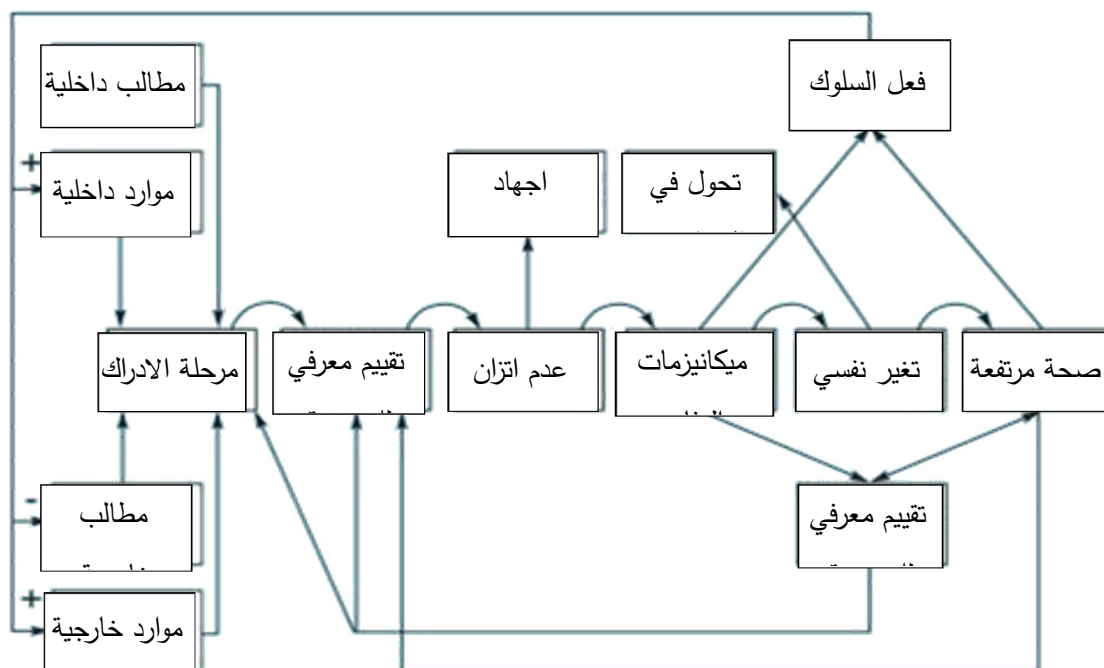 فعل السلوك
مطالب داخلية
+
موارد داخلية
اجهاد
تحول في
مرحلة الادراك
تقييم معرفي
عدم اتزان
ميكانيزمات
تغير نفسي
صحة مرتفعة
-
مطالب
تقييم معرفي
+
موارد خارجية